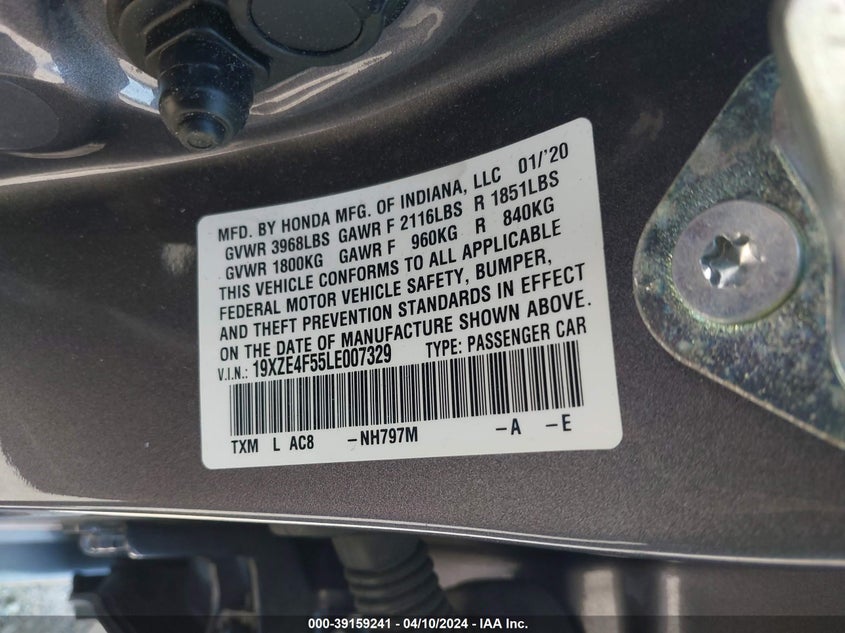 MFD. BY HONDA MFG. OF INDIANA, LLC 01/'20
GVWR 3968LBS GAWR F 2116LBS R 1851LBS
GVWR 1800KG GAWR F 960KG R 840KG
THIS VEHICLE CONFORMS TO ALL APPLICABLE
FEDERAL MOTOR VEHICLE SAFETY, BUMPER,
AND THEFT PREVENTION STANDARDS IN EFFECT
ON THE DATE OF MANUFACTURE SHOWN ABOVE.
V.I.N.: 19XZE4F55LE007329 TYPE: PASSENGER CAR
TXM L AC8 -NH797M -A -E
000-39159241 - 04/10/2024 - IAA Inc.